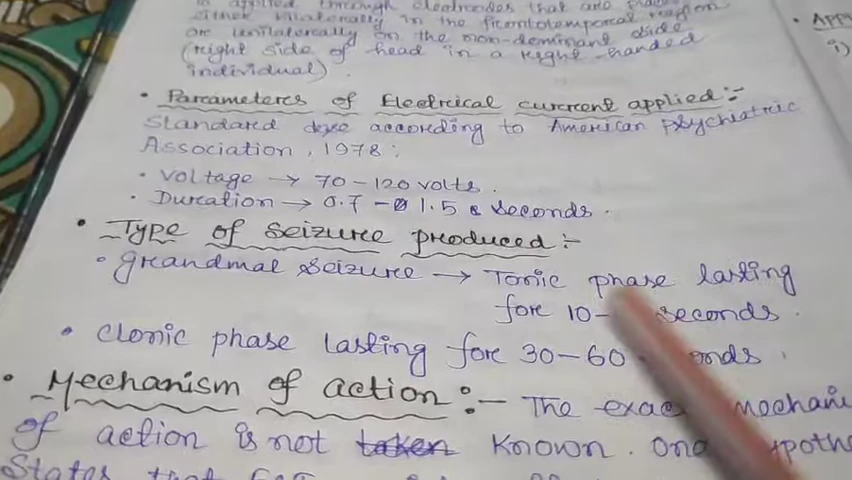 is applied through electrodes that are
either bilaterally in the frontotemporal region
or unilaterally on the non-dominant side
(right side of head in a right-handed
individual).
• Parameters of Electrical current applied :-
Standard dose according to American Psychiatric
Association, 1978:
• Voltage → 70-120 volts.
• Duration → 0.7 - 1.5 seconds.
• Type of seizure produced :-
• grandmal seizure → Tonic phase lasting
for 10- seconds.
• clonic phase lasting for 30-60
• Mechanism of action :- The
of action is not taken known. One
States that
• APP
i)